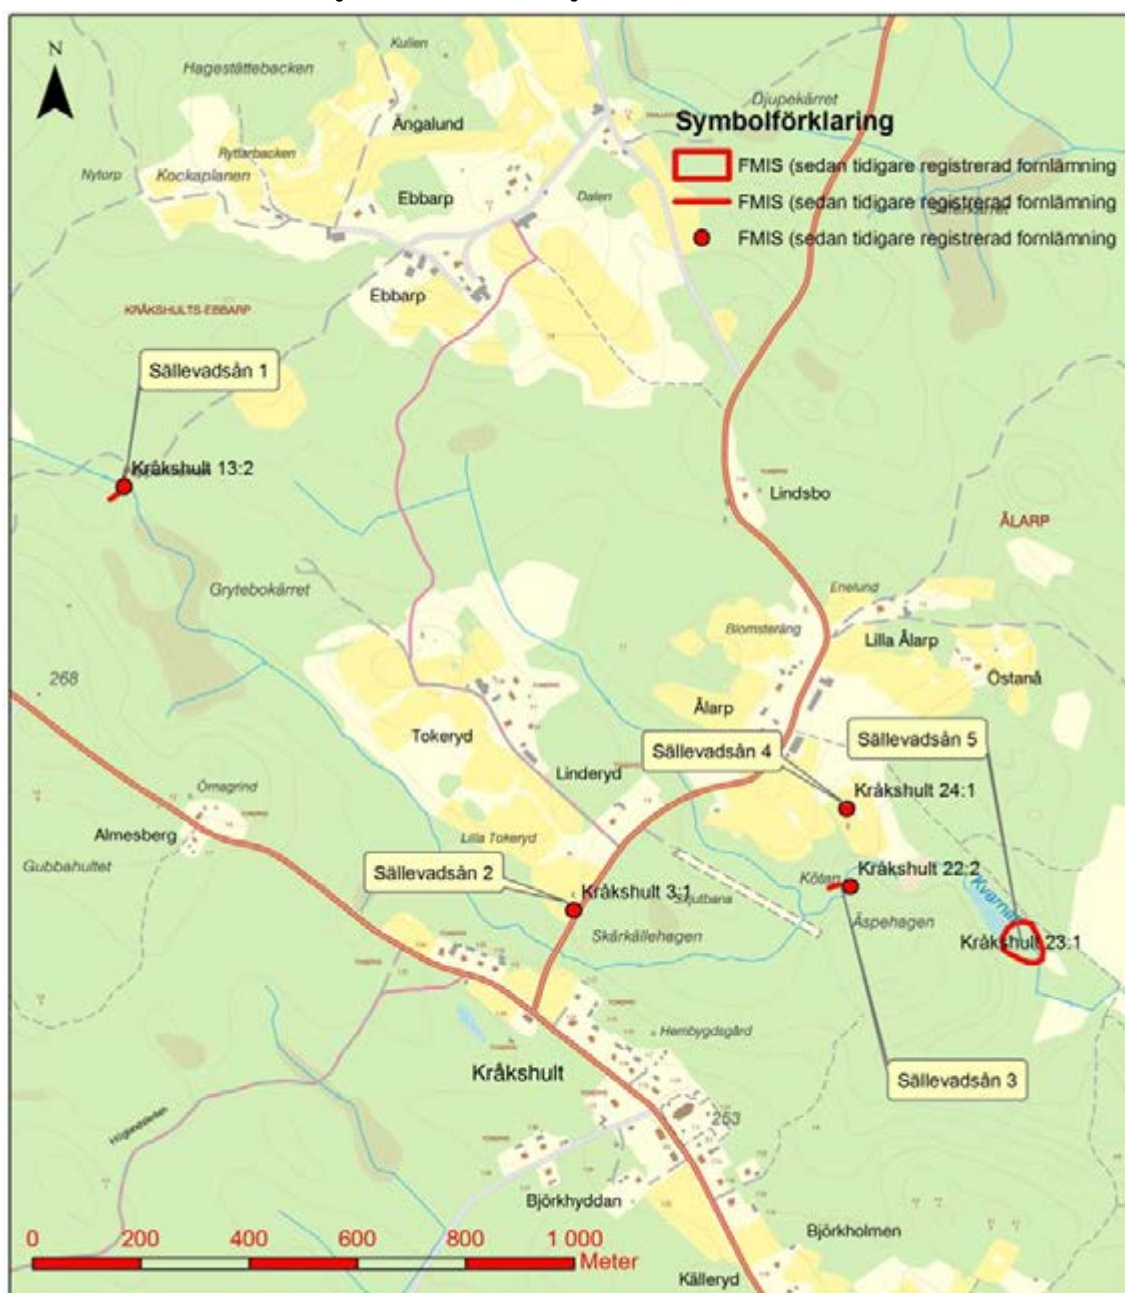 N
Kullen
Hagestättebacken
Djupekärret
Symbolförklaring
Ängalund
Ryttarbacken
FMIS (sedan tidigare registrerad fornlämning
Nytorp
Kockaplanen
Ebbarp
Dalen
FMIS (sedan tidigare registrerad fornlämning
FMIS (sedan tidigare registrerad fornlämning
Ebbarp
KRÅKSHULTS-EBBARP
Sällevadsån 1
Kråkshult 13:2
Lindsbo
ÅLARP
Grytebokärret
Enelund
Blomsteräng
Lilla Ålarp
268
Östanå
Ålarp
Tokeryd
Sällevadsån 5
Sällevadsån 4
Linderyd
Örnagrind
Kråkshult 24:1
Almesberg
Lilla Tokeryd
Gubbahultet
Sällevadsån 2
Kråkshult 22:2
Kötan
Kråkshult 3:1
Skjutbana
Äspehagen
Skärkällehagen
Kråkshult 23:1
Hembygdsgård
Kråkshult
Sällevadsån 3
253
Höglandsleden
Björkhyddan
Björkholmen
0 200 400 600 800 1 000
Meter
Källeryd